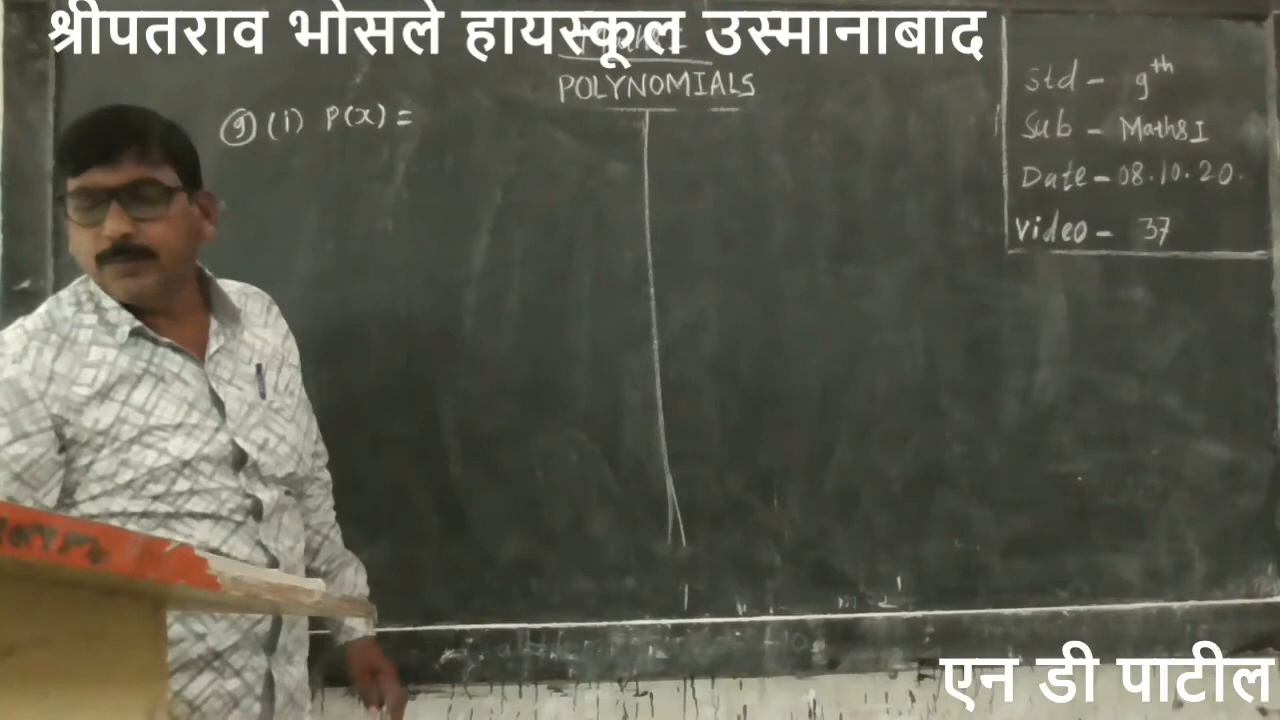 श्रीपतराव भोसले हायस्कूल उस्मानाबाद
POLYNOMIALS
9 (i) P(x) =
Std - 9th
Sub - Maths I
Date - 08.10.20.
Video - 37
एन डी पाटील